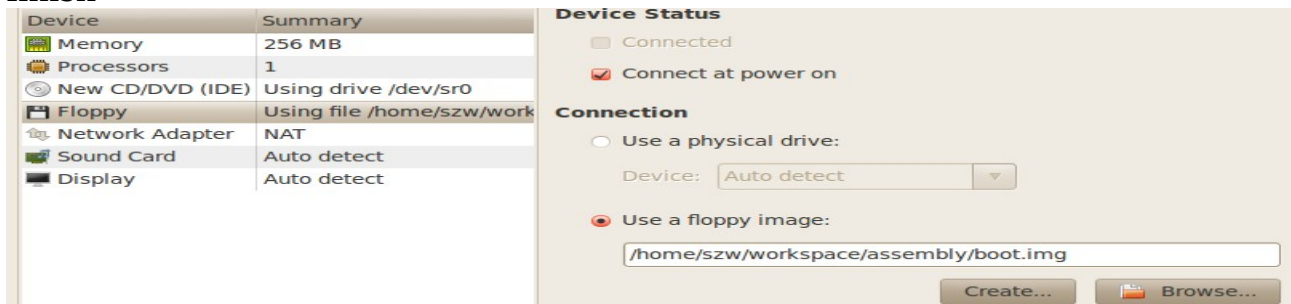 Device Summary
Memory 256 MB
Processors 1
New CD/DVD (IDE) Using drive /dev/sr0
Floppy Using file /home/szw/work
Network Adapter NAT
Sound Card Auto detect
Display Auto detect
Device Status
Connected
Connect at power on
Connection
Use a physical drive:
Device: Auto detect
Use a floppy image:
/home/szw/workspace/assembly/boot.img
Create... Browse...